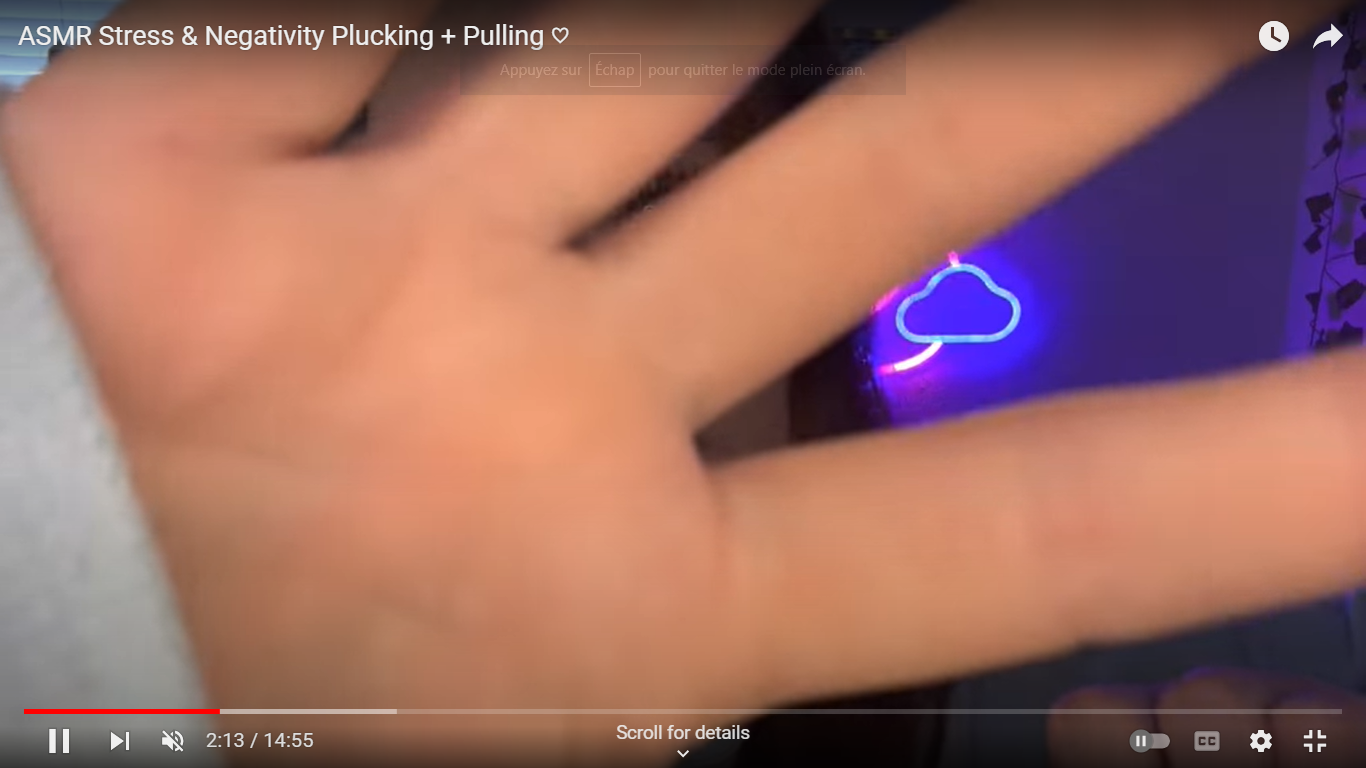 ASMR Stress & Negativity Plucking + Pulling ♡
Appuyez sur Échap pour quitter le mode plein écran.
2:13 / 14:55
Scroll for details
CC